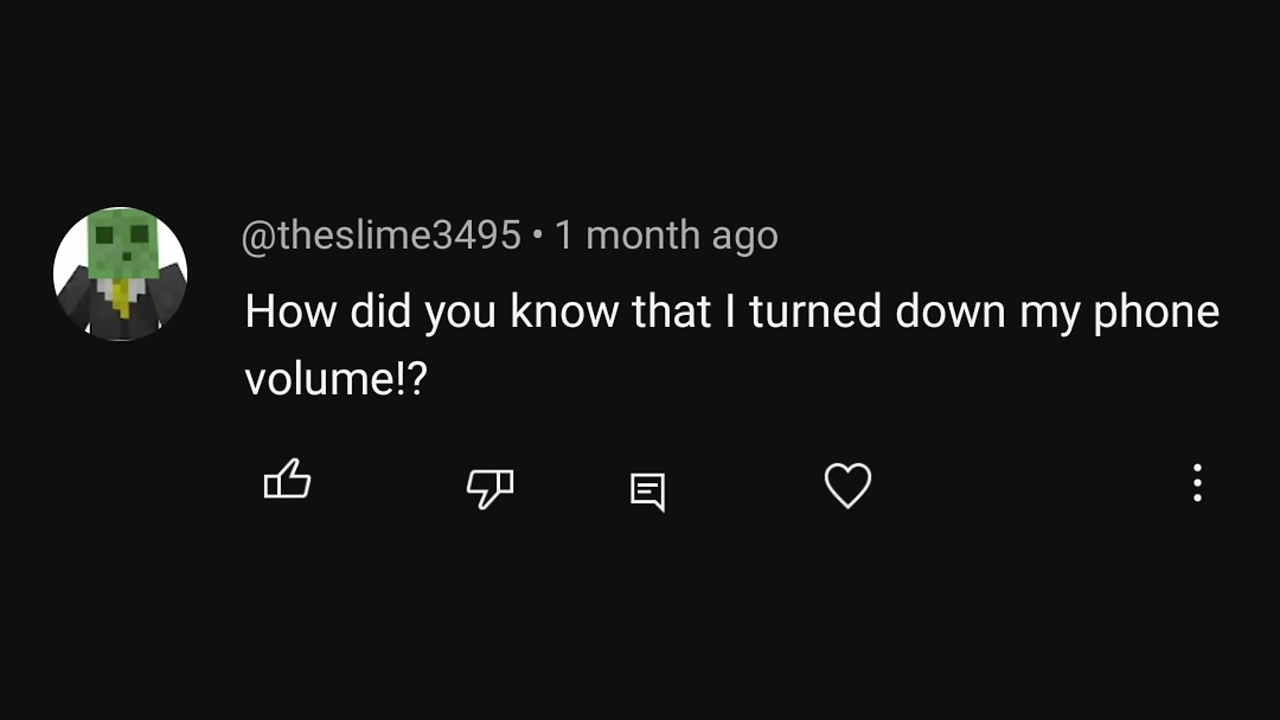 @theslime3495 • 1 month ago
How did you know that I turned down my phone
volume!?